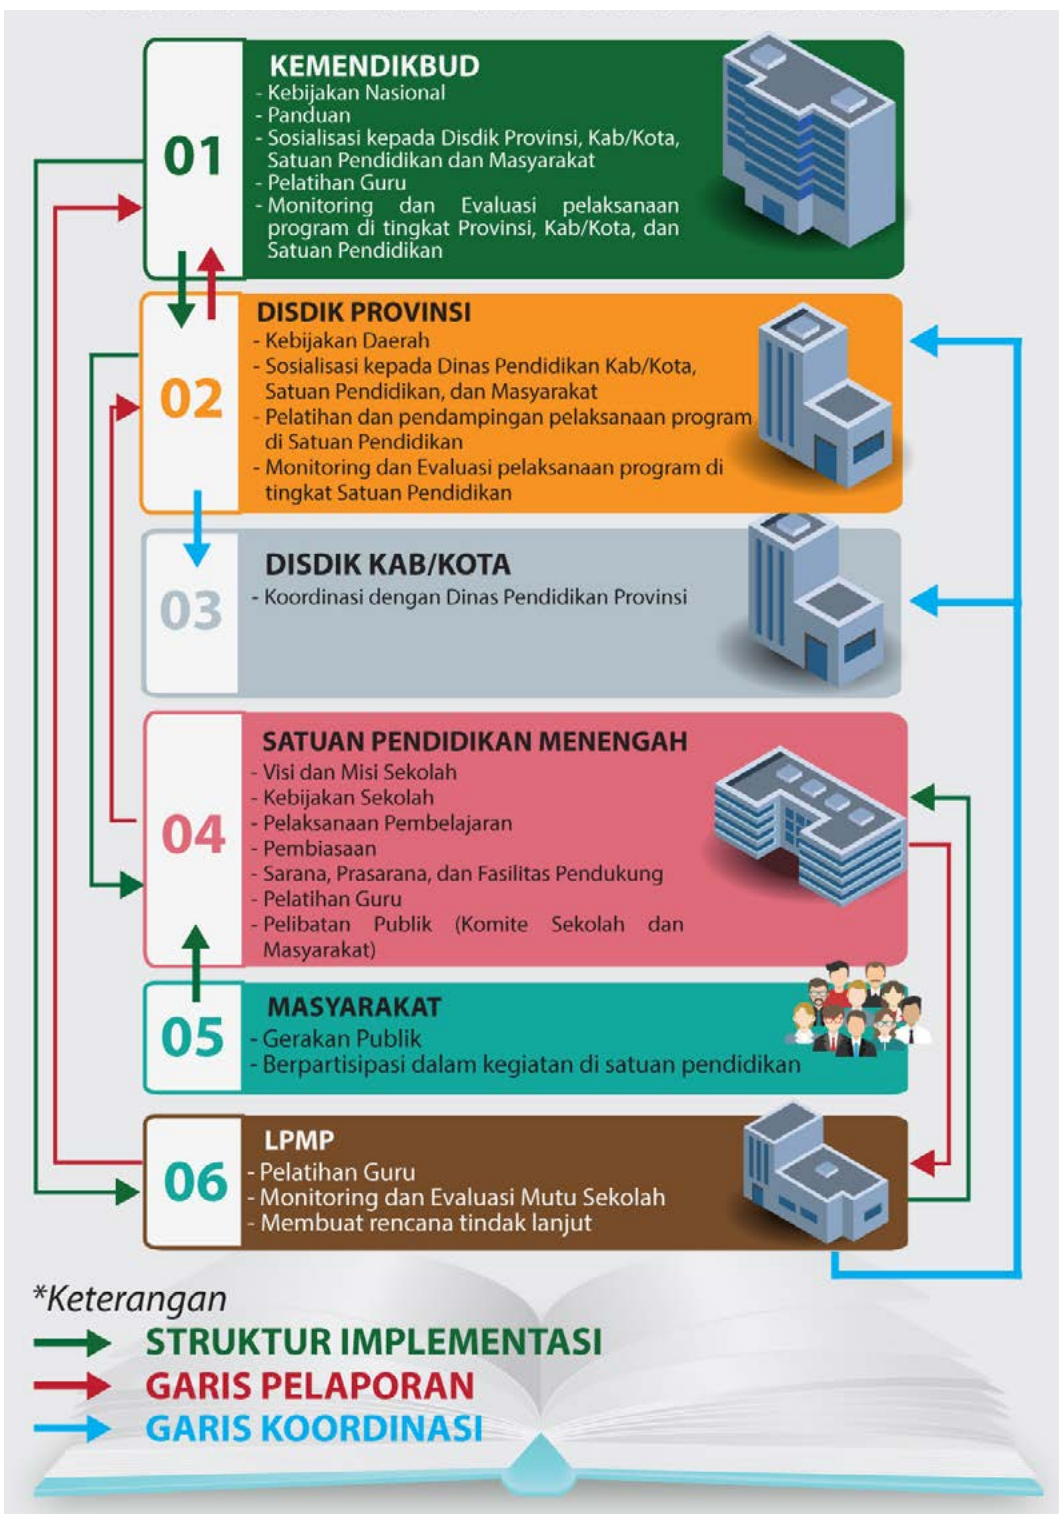 01
KEMENDIKBUD
- Kebijakan Nasional
- Panduan
- Sosialisasi kepada Disdik Provinsi, Kab/Kota,
Satuan Pendidikan dan Masyarakat
- Pelatihan Guru
- Monitoring dan Evaluasi pelaksanaan
program di tingkat Provinsi, Kab/Kota, dan
Satuan Pendidikan
02
DISDIK PROVINSI
- Kebijakan Daerah
- Sosialisasi kepada Dinas Pendidikan Kab/Kota,
Satuan Pendidikan, dan Masyarakat
- Pelatihan dan pendampingan pelaksanaan program
di Satuan Pendidikan
- Monitoring dan Evaluasi pelaksanaan program di
tingkat Satuan Pendidikan
03
DISDIK KAB/KOTA
- Koordinasi dengan Dinas Pendidikan Provinsi
04
SATUAN PENDIDIKAN MENENGAH
- Visi dan Misi Sekolah
- Kebijakan Sekolah
- Pelaksanaan Pembelajaran
- Pembiasaan
- Sarana, Prasarana, dan Fasilitas Pendukung
- Pelatihan Guru
- Pelibatan Publik (Komite Sekolah dan
Masyarakat)
05
MASYARAKAT
- Gerakan Publik
- Berpartisipasi dalam kegiatan di satuan pendidikan
06
LPMP
- Pelatihan Guru
- Monitoring dan Evaluasi Mutu Sekolah
- Membuat rencana tindak lanjut
*Keterangan
STRUKTUR IMPLEMENTASI
GARIS PELAPORAN
GARIS KOORDINASI